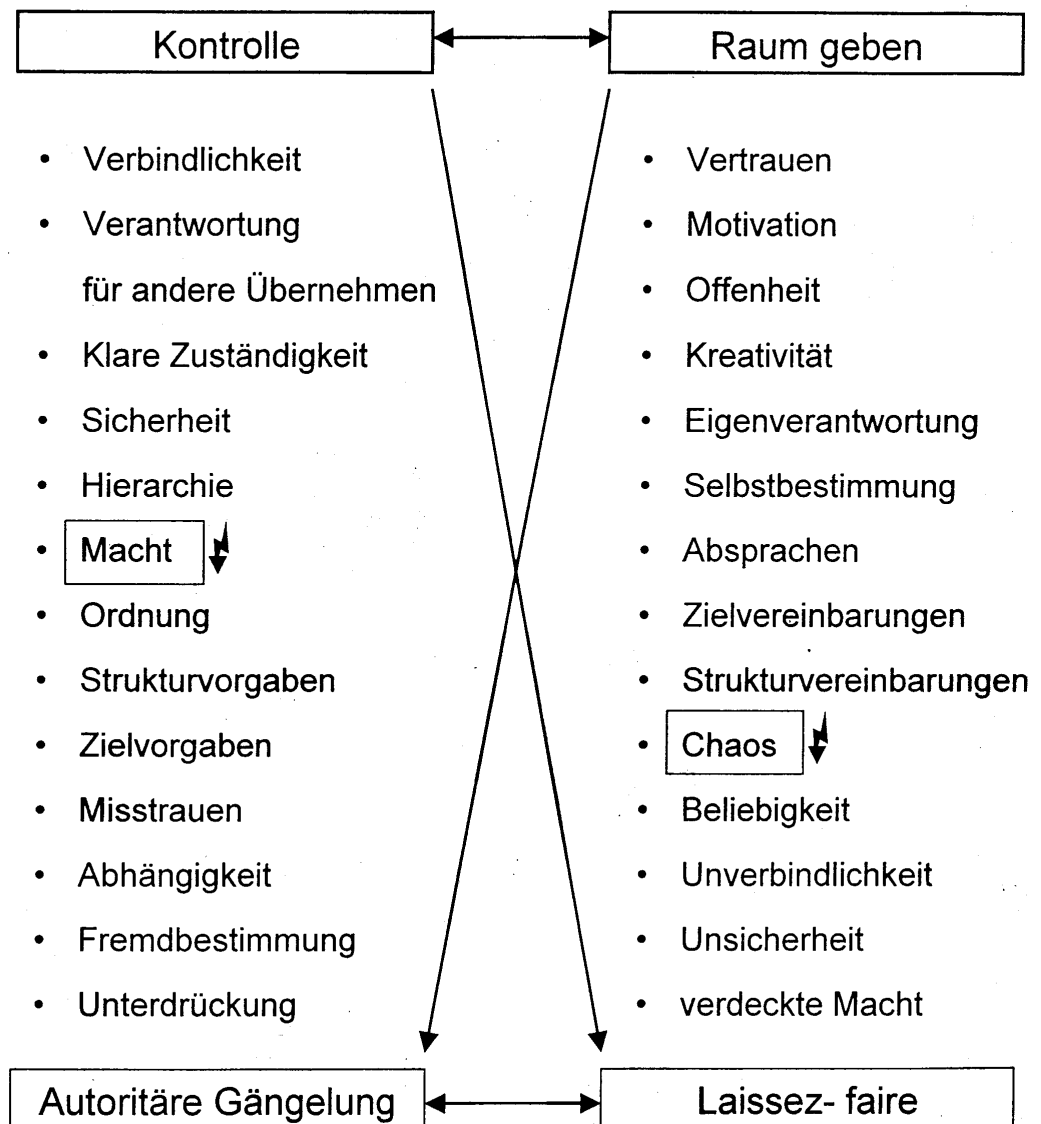 Kontrolle
Raum geben
• Verbindlichkeit
• Verantwortung
für andere Übernehmen
• Klare Zuständigkeit
• Sicherheit
• Hierarchie
• Macht
• Ordnung
• Strukturvorgaben
• Zielvorgaben
• Misstrauen
• Abhängigkeit
• Fremdbestimmung
• Unterdrückung
• Vertrauen
• Motivation
• Offenheit
• Kreativität
• Eigenverantwortung
• Selbstbestimmung
• Absprachen
• Zielvereinbarungen
• Strukturvereinbarungen
• Chaos
• Beliebigkeit
• Unverbindlichkeit
• Unsicherheit
• verdeckte Macht
Autoritäre Gängelung
Laissez- faire